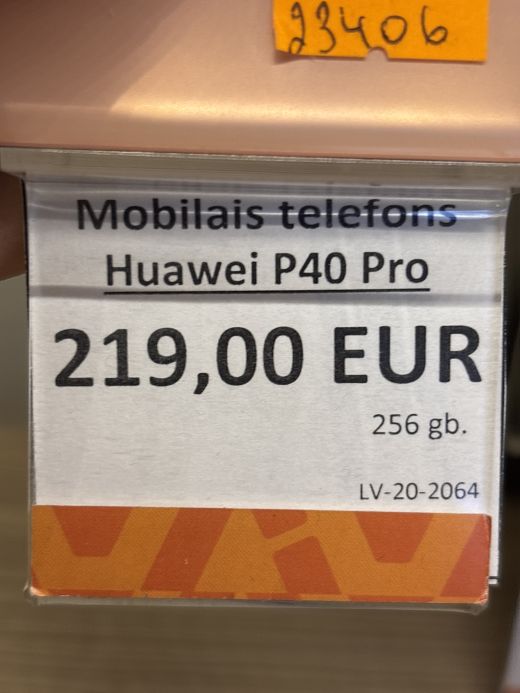 23406
Mobilais telefons
Huawei P40 Pro
219,00 EUR
256 gb.
LV-20-2064